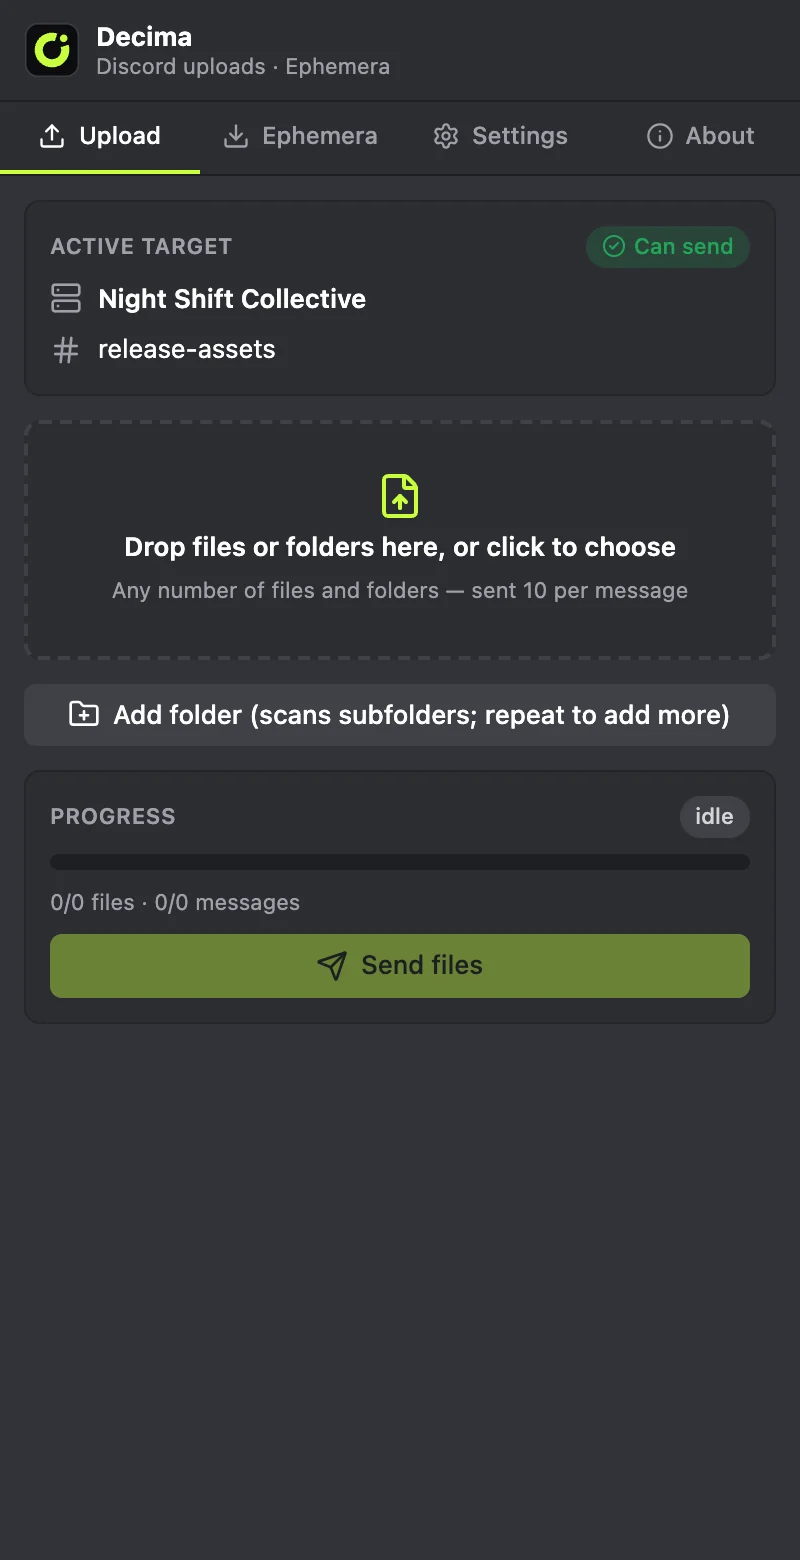 Decima
Discord uploads · Ephemera
Upload
Ephemera
Settings
About
ACTIVE TARGET
Can send
Night Shift Collective
release-assets
Drop files or folders here, or click to choose
Any number of files and folders — sent 10 per message
Add folder (scans subfolders; repeat to add more)
PROGRESS
idle
0/0 files · 0/0 messages
Send files